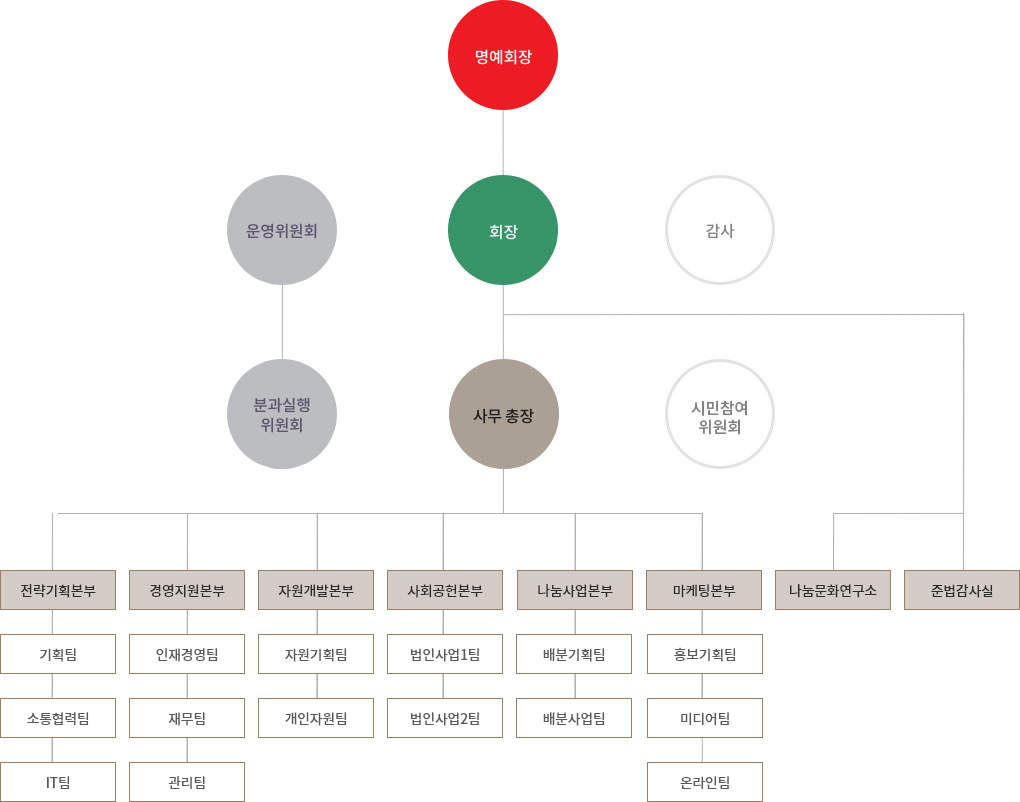 명예회장
운영위원회
회장
감사
분과실행
위원회
사무 총장
시민참여
위원회
전략기획본부
경영지원본부
자원개발본부
사회공헌본부
나눔사업본부
마케팅본부
나눔문화연구소
준법감사실
기획팀
인재경영팀
자원기획팀
법인사업1팀
배분기획팀
홍보기획팀
소통협력팀
재무팀
개인자원팀
법인사업2팀
배분사업팀
미디어팀
IT팀
관리팀
온라인팀